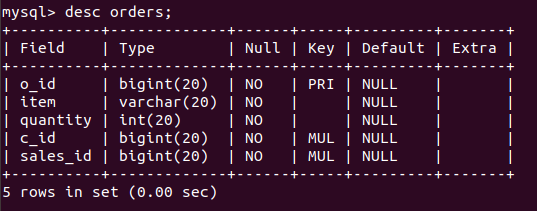 mysql> desc orders;
+----------+-------------+------+-----+---------+-------+
| Field    | Type        | Null | Key | Default | Extra |
+----------+-------------+------+-----+---------+-------+
| o_id     | bigint(20)  | NO   | PRI | NULL    |       |
| item     | varchar(20) | NO   |     | NULL    |       |
| quantity | int(20)     | NO   |     | NULL    |       |
| c_id     | bigint(20)  | NO   | MUL | NULL    |       |
| sales_id | bigint(20)  | NO   | MUL | NULL    |       |
+----------+-------------+------+-----+---------+-------+
5 rows in set (0.00 sec)